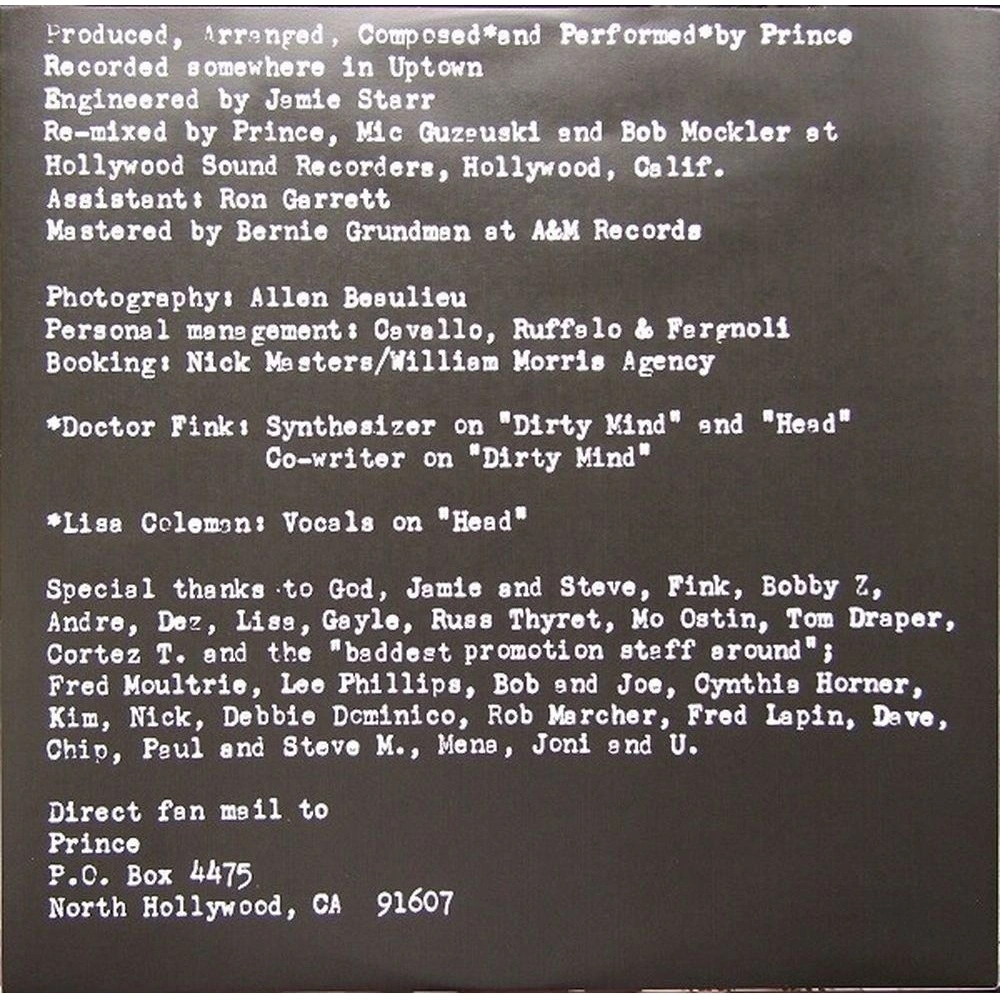 Produced, Arranged, Composed*and Performed*by Prince
Recorded somewhere in Uptown
Engineered by Jamie Starr
Re-mixed by Prince, Mic Guzauski and Bob Mockler at
Hollywood Sound Recorders, Hollywood, Calif.
Assistant: Ron Garrett
Mastered by Bernie Grundman at A&M Records
Photography: Allen Beaulieu
Personal management: Cavallo, Ruffalo & Fargnoli
Booking: Nick Masters/William Morris Agency
*Doctor Fink: Synthesizer on "Dirty Mind" and "Head"
Co-writer on "Dirty Mind"
*Lisa Coleman: Vocals on "Head"
Special thanks to God, Jamie and Steve, Fink, Bobby Z,
Andre, Dez, Lisa, Gayle, Russ Thyret, Mo Ostin, Tom Draper,
Cortez T. and the "baddest promotion staff around";
Fred Moultrie, Lee Phillips, Bob and Joe, Cynthia Horner,
Kim, Nick, Debbie Dominico, Rob Marcher, Fred Lapin, Dave,
Chip, Paul and Steve M., Mena, Joni and U.
Direct fan mail to
Prince
P.O. Box 4475
North Hollywood, CA 91607